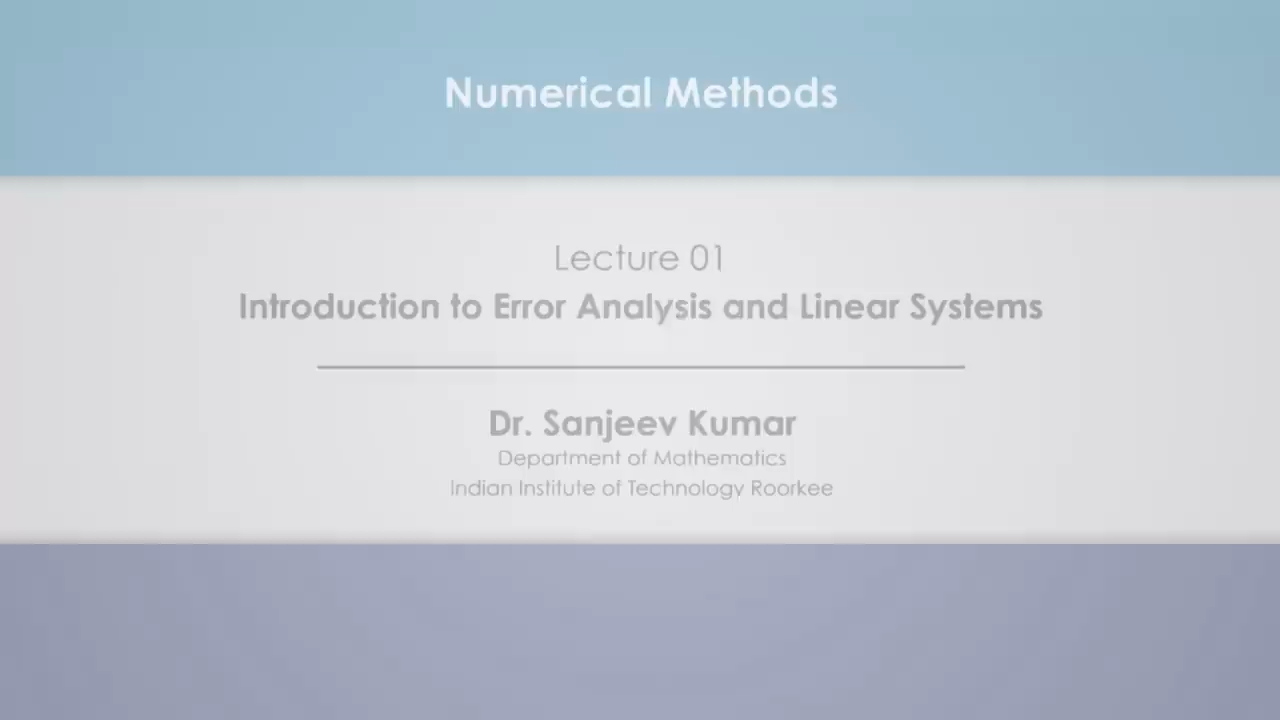 Numerical Methods
Lecture 01
Introduction to Error Analysis and Linear Systems
Dr. Sanjeev Kumar
Department of Mathematics
Indian Institute of Technology Roorkee